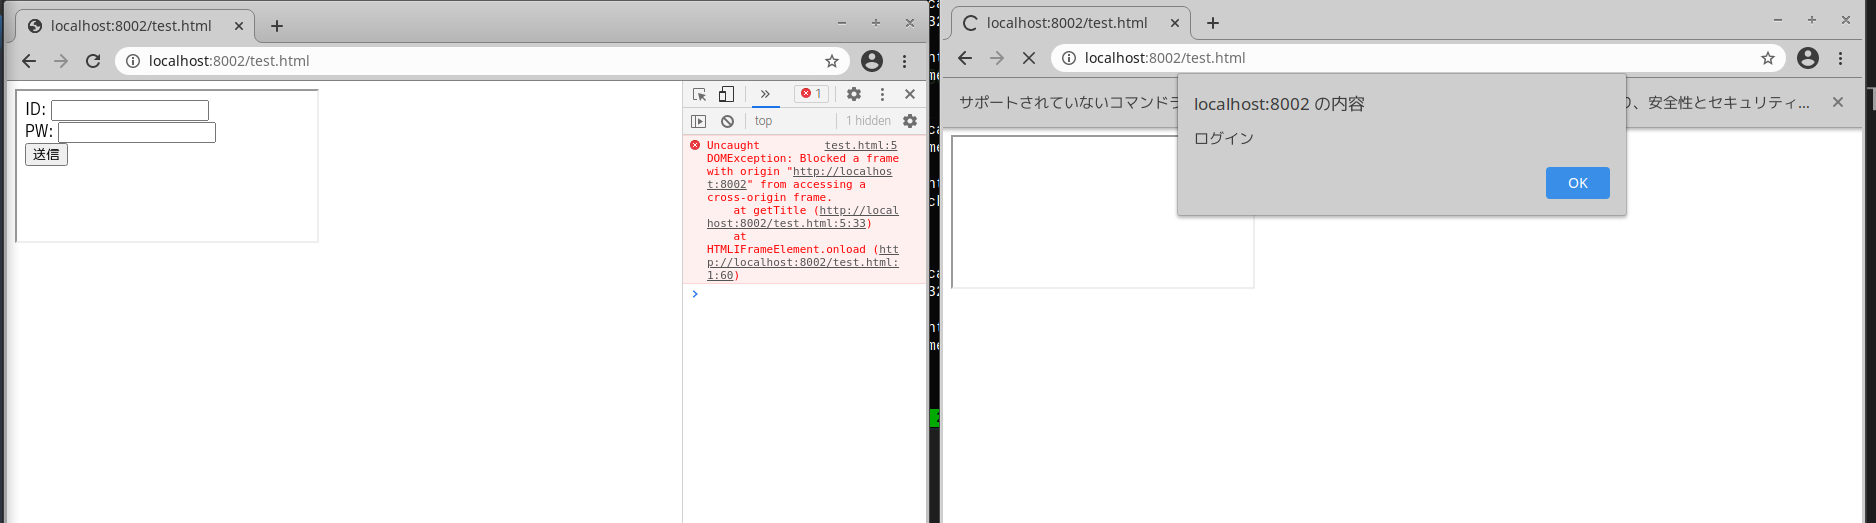 localhost:8002/test.html
localhost:8002/test.html
ID:
PW:
送信
1
top
1 hidden
Uncaught test.html:5
DOMException: Blocked a frame
with origin "http://localhos
t:8002" from accessing a
cross-origin frame.
at getTitle (http://local
host:8002/test.html:5:33)
at
HTMLIFrameElement.onload (htt
p://localhost:8002/test.html:
1:60)
localhost:8002/test.html
localhost:8002/test.html
サポートされていないコマンドラ
、安全性とセキュリティ...
localhost:8002 の内容
ログイン
OK